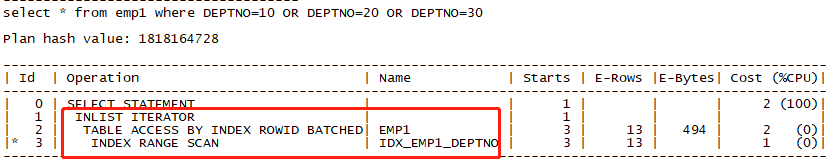 select * from emp1 where DEPTNO=10 OR DEPTNO=20 OR DEPTNO=30
Plan hash value: 1818164728
| Id | Operation | Name | Starts | E-Rows |E-Bytes| Cost (%CPU)|
| 0 | SELECT STATEMENT | | 1 | | | 2 (100)|
| 1 | INLIST ITERATOR | | 1 | | | |
| 2 | TABLE ACCESS BY INDEX ROWID BATCHED| EMP1 | 3 | 13 | 494 | 2 (0)|
|* 3 | INDEX RANGE SCAN | IDX_EMP1_DEPTNO | 3 | 13 | | 1 (0)|